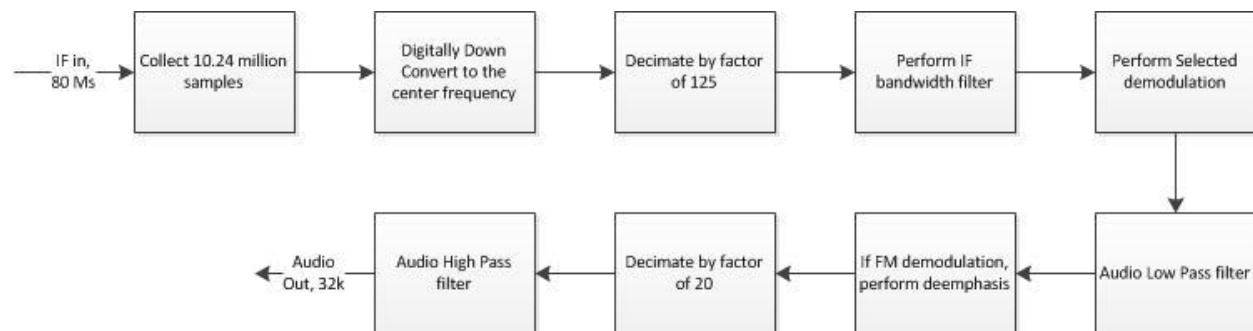 IF in,
80 Ms
Collect 10.24 million
samples
Digitally Down
Convert to the
center frequency
Decimate by factor
of 125
Perform IF
bandwidth filter
Perform Selected
demodulation
Audio Low Pass filter
If FM demodulation,
perform deemphasis
Decimate by factor
of 20
Audio High Pass
filter
Audio
Out, 32k